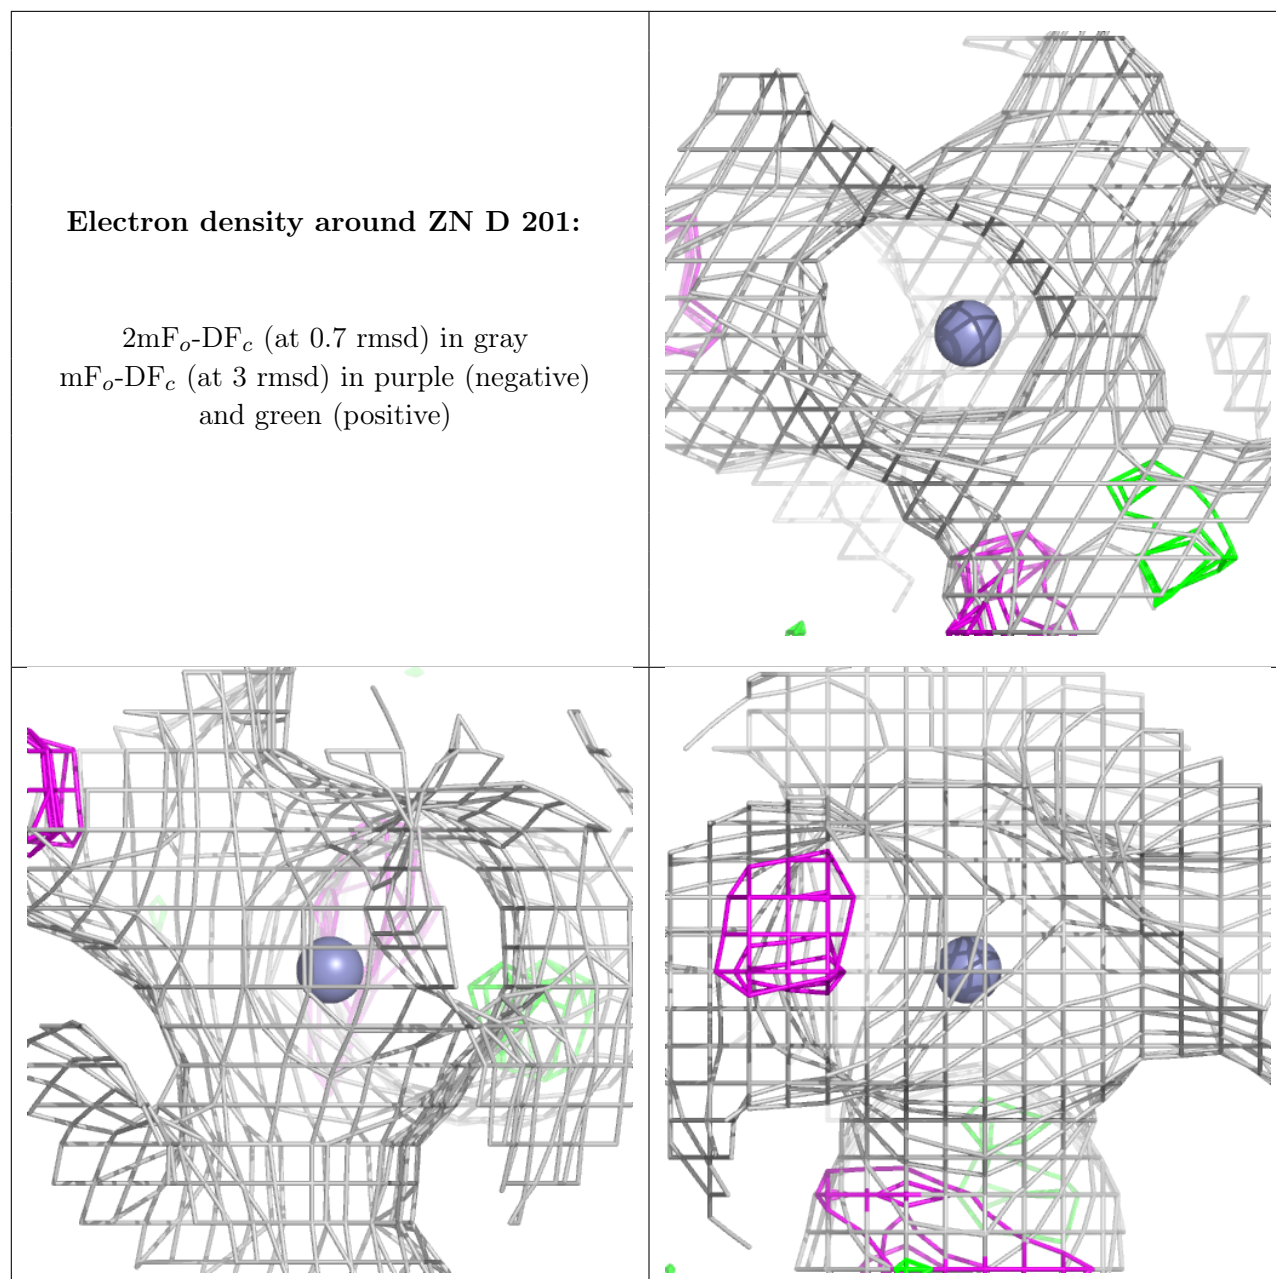 Electron density around ZN D 201:
2mFo-DFc (at 0.7 rmsd) in gray
mFo-DFc (at 3 rmsd) in purple (negative)
and green (positive)